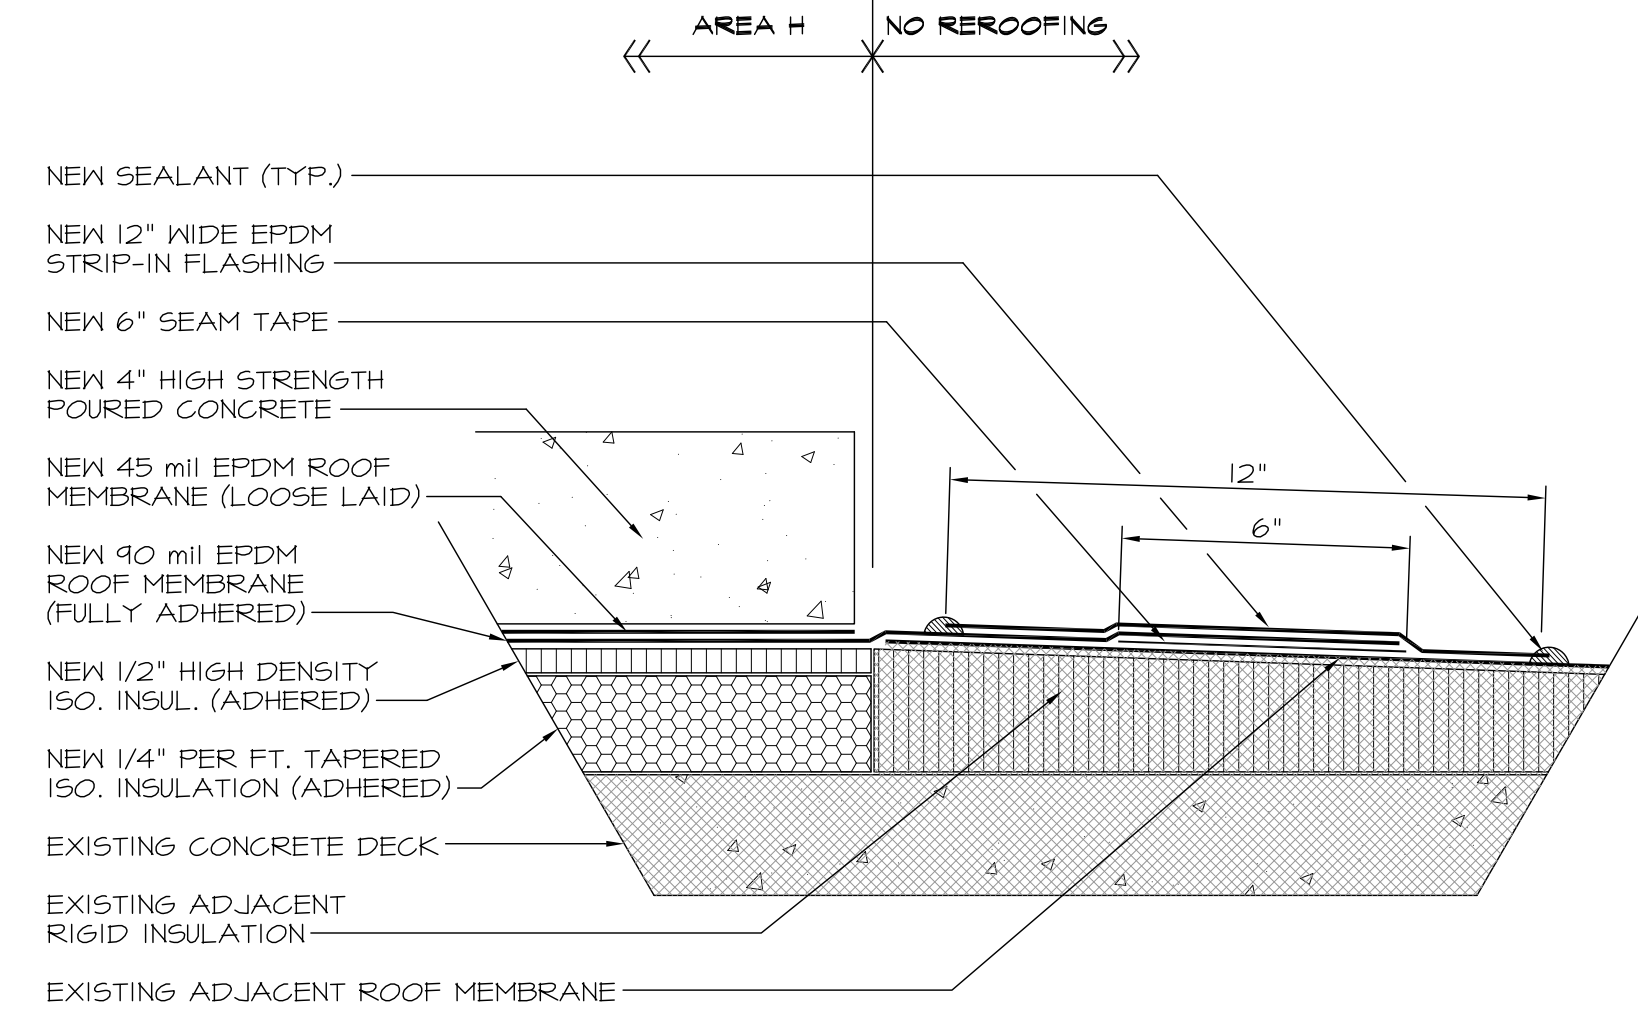 AREA H NO REROOFING
NEW SEALANT (TYP.)
NEW 12" WIDE EPDM
STRIP-IN FLASHING
NEW 6" SEAM TAPE
NEW 4" HIGH STRENGTH
POURED CONCRETE
NEW 45 mil EPDM ROOF
MEMBRANE (LOOSE LAID)
12"
6"
NEW 90 mil EPDM
ROOF MEMBRANE
(FULLY ADHERED)
NEW 1/2" HIGH DENSITY
ISO. INSUL. (ADHERED)
NEW 1/4" PER FT. TAPERED
ISO. INSULATION (ADHERED)
EXISTING CONCRETE DECK
EXISTING ADJACENT
RIGID INSULATION
EXISTING ADJACENT ROOF MEMBRANE